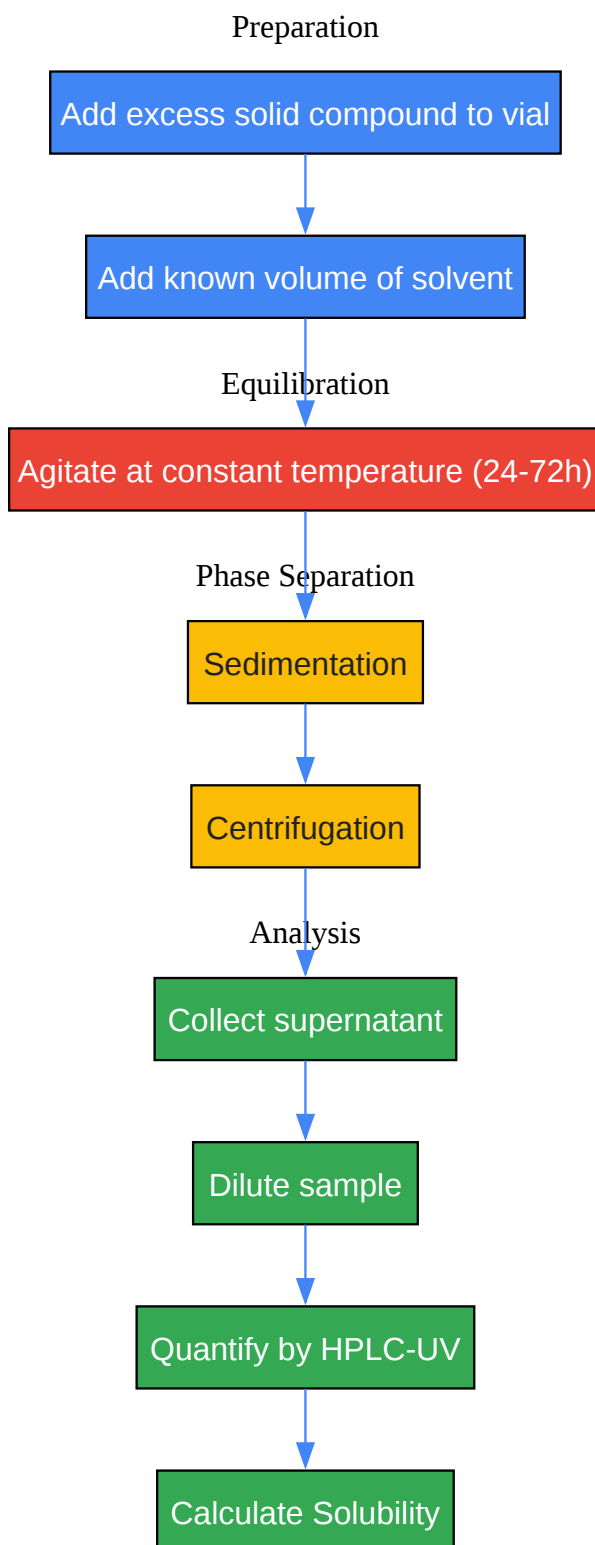 Preparation
Add excess solid compound to vial
Add known volume of solvent
Equilibration
Agitate at constant temperature (24-72h)
Phase Separation
Sedimentation
Centrifugation
Analysis
Collect supernatant
Dilute sample
Quantify by HPLC-UV
Calculate Solubility